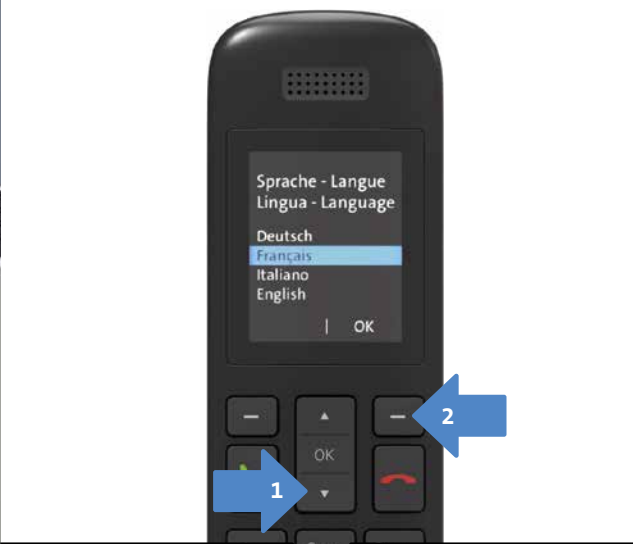 Sprache - Langue
Lingua - Language
Deutsch
Français
Italiano
English
| OK
2
OK
1